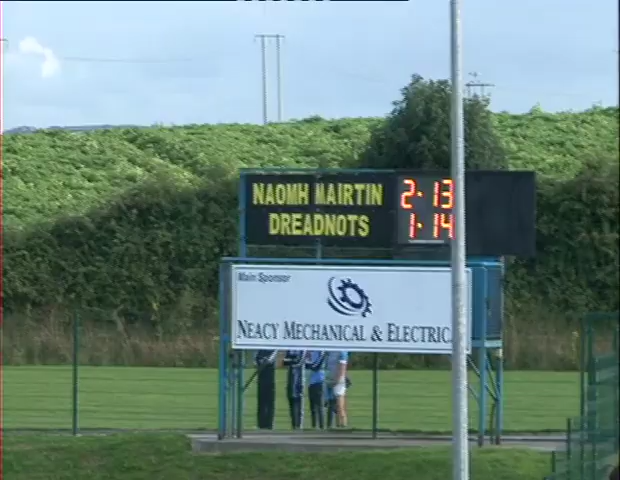 NAOMH MAIRTIN 2-13
DREADNOTS 1-14
Main Sponsor
NEACY MECHANICAL & ELECTRIC